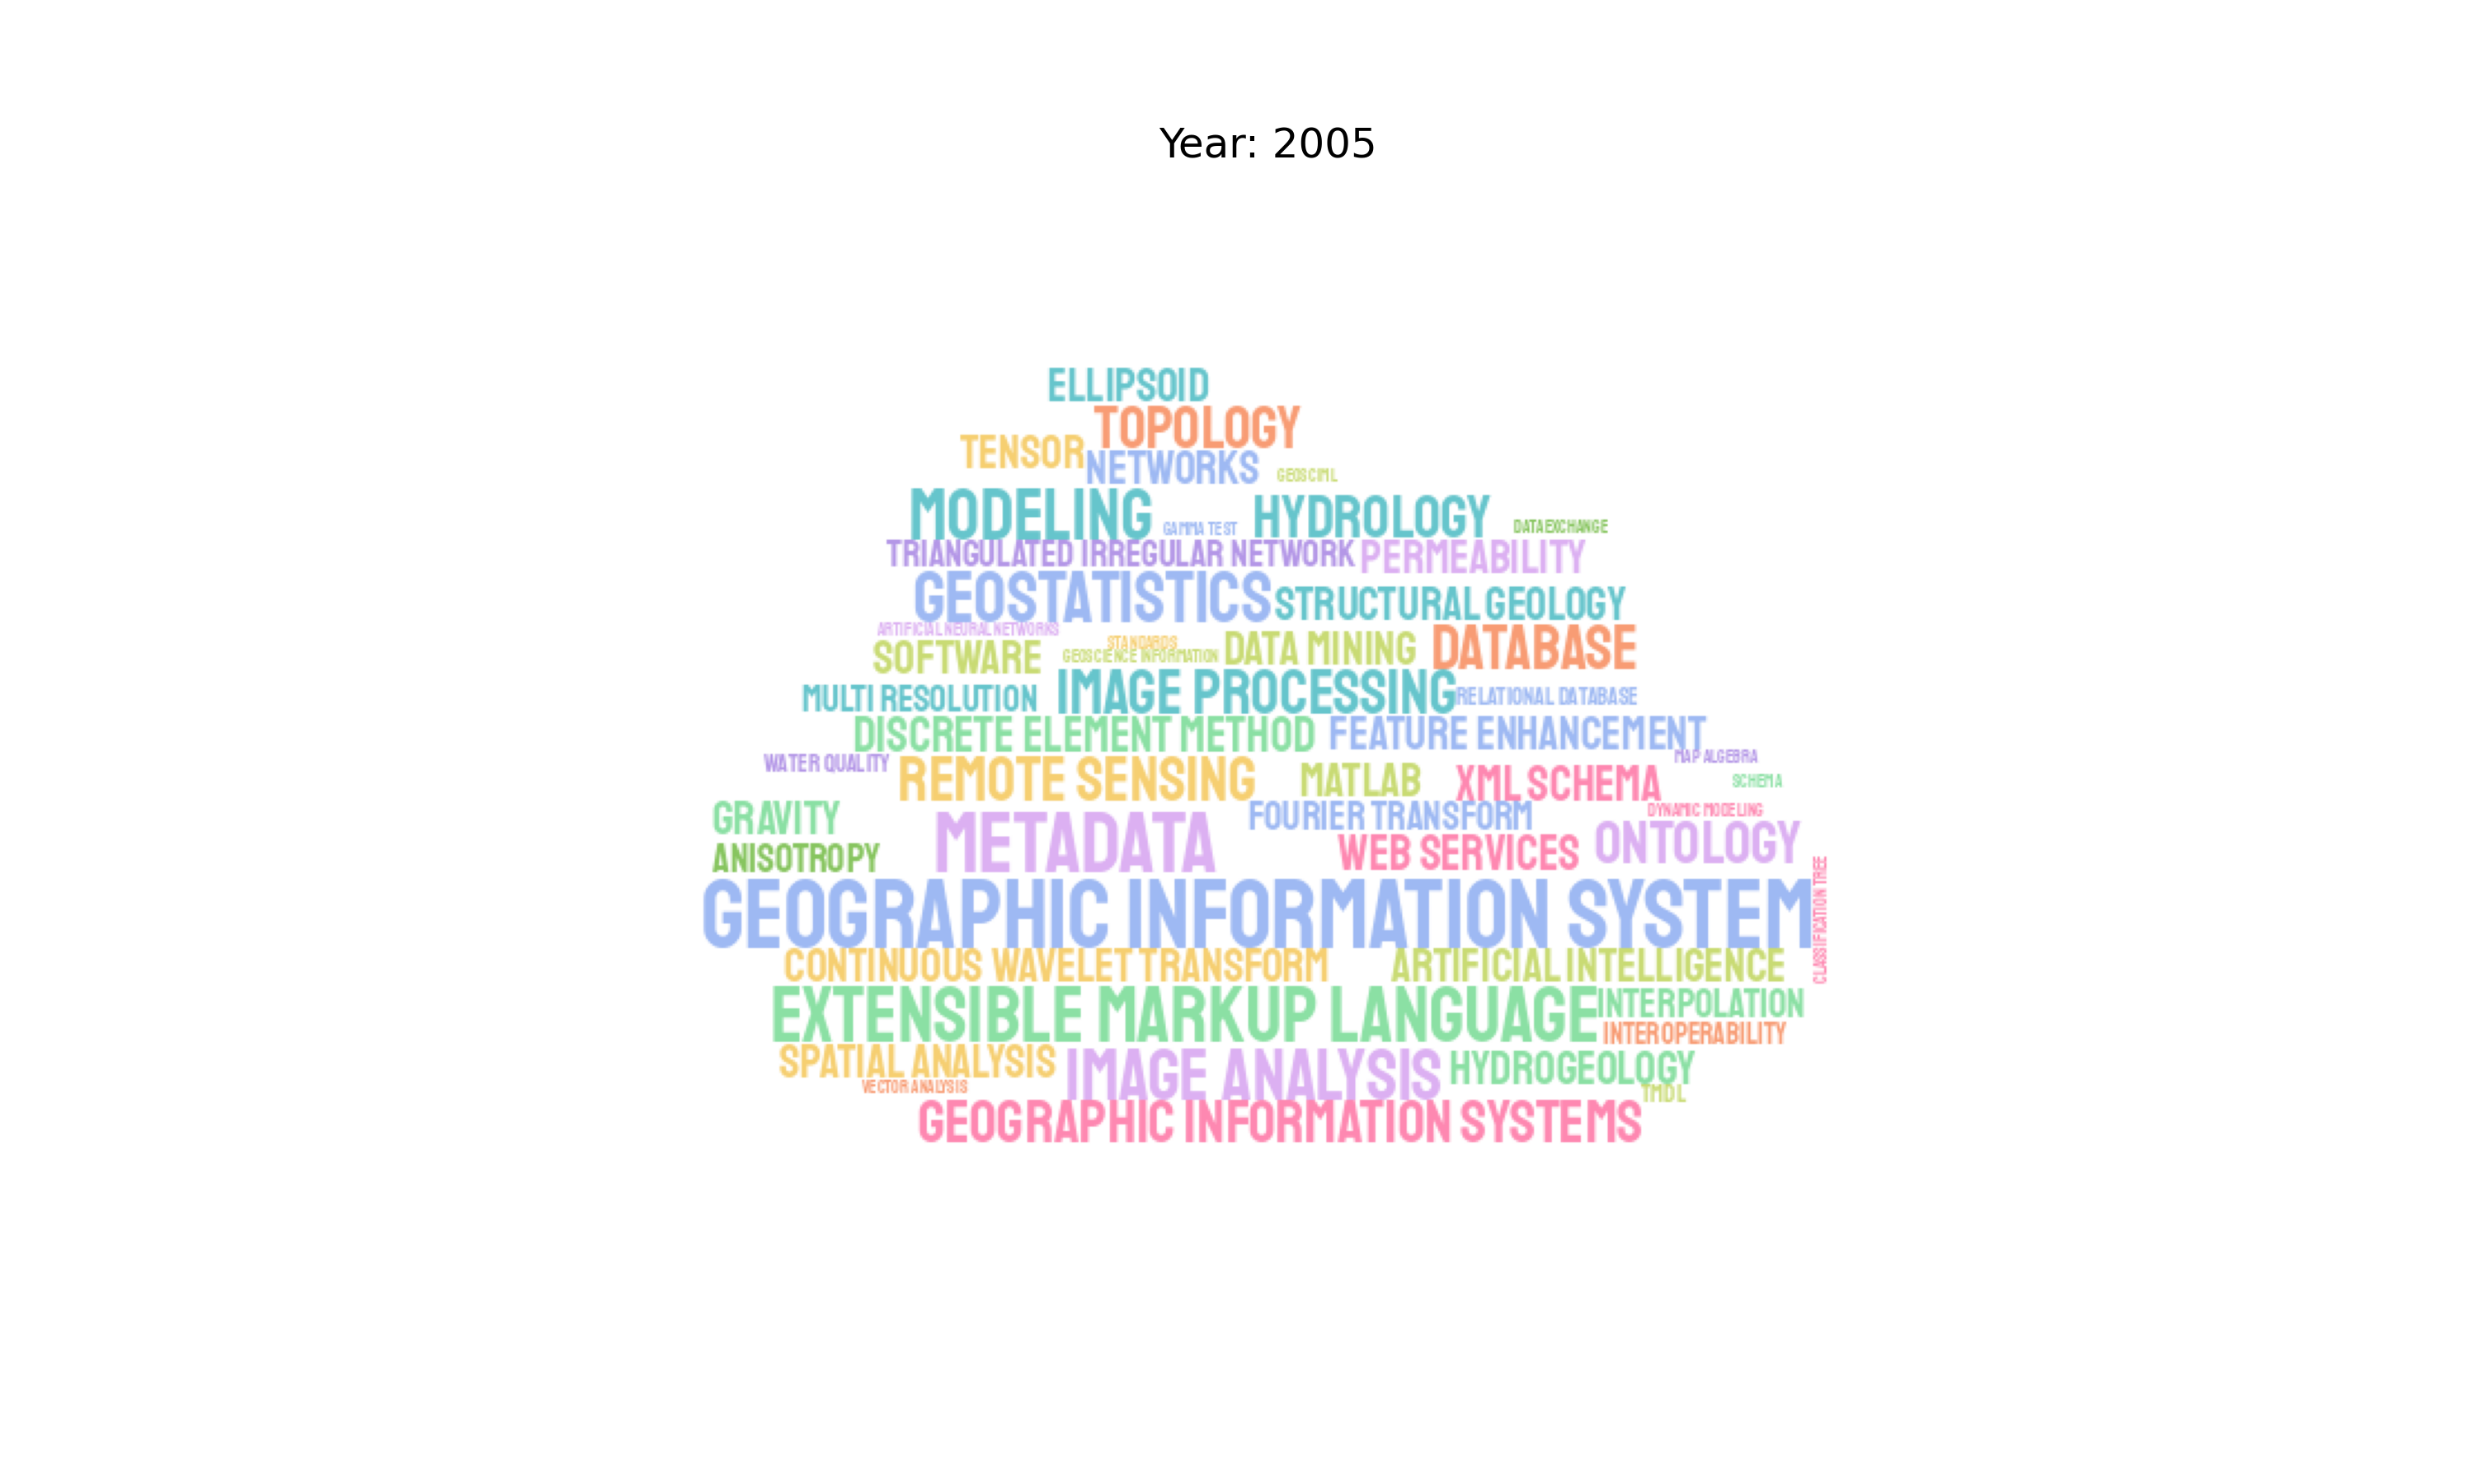 Year: 2005
ELLIPSOID
TOPOLOGY
TENSOR
NETWORKS
GEOSCIML
MODELING
HYDROLOGY
GAMMA TEST
DATA EXCHANGE
TRIANGULATED IRREGULAR NETWORK
PERMEABILITY
GEOSTATISTICS
STRUCTURAL GEOLOGY
ARTIFICIAL NEURAL NETWORKS
STANDARDS
DATA MINING
DATABASE
SOFTWARE
GEOSCIENCE INFORMATION
MULTI RESOLUTION
IMAGE PROCESSING
RELATIONAL DATABASE
DISCRETE ELEMENT METHOD
FEATURE ENHANCEMENT
WATER QUALITY
MAP ALGEBRA
REMOTE SENSING
MATLAB
XML SCHEMA
SCHEMA
GRAVITY
FOURIER TRANSFORM
DYNAMIC MODELING
METADATA
ONTOLOGY
ANISOTROPY
WEB SERVICES
GEOGRAPHIC INFORMATION SYSTEM
CLASSIFICATION TREE
CONTINUOUS WAVELET TRANSFORM
ARTIFICIAL INTELLIGENCE
EXTENSIBLE MARKUP LANGUAGE
INTERPOLATION
INTEROPERABILITY
SPATIAL ANALYSIS
IMAGE ANALYSIS
HYDROGEOLOGY
VECTOR ANALYSIS
TMDL
GEOGRAPHIC INFORMATION SYSTEMS